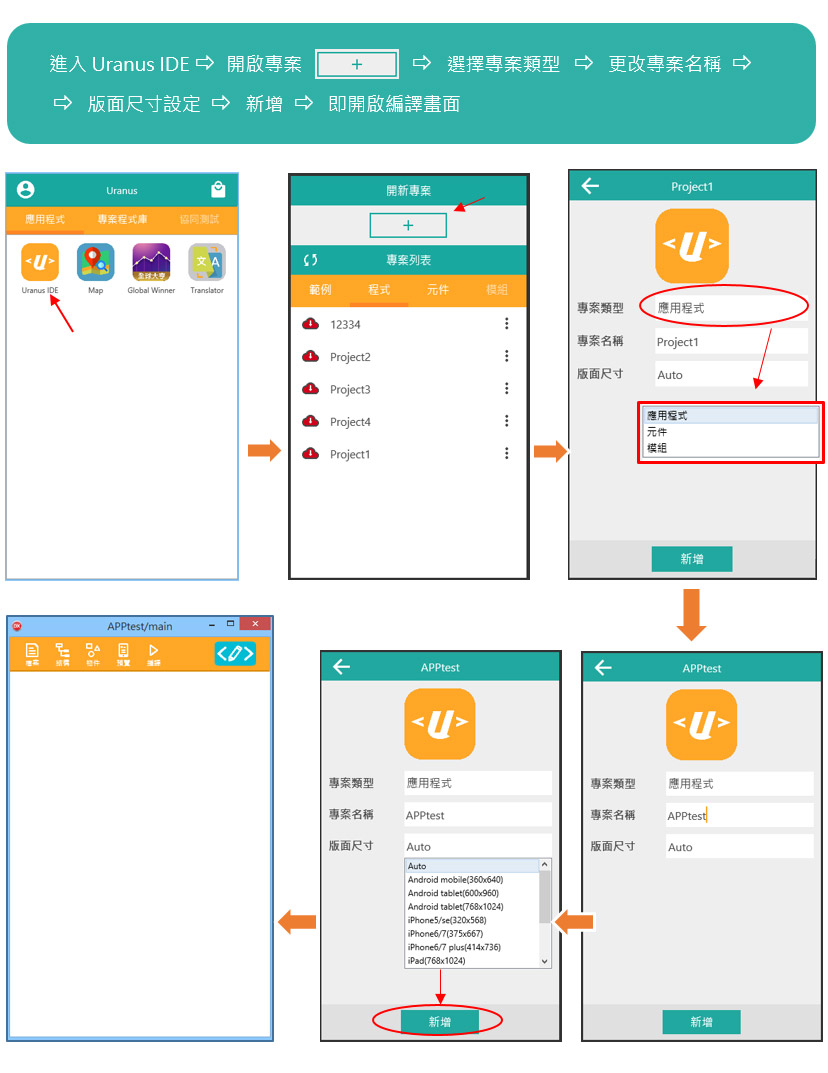 進入 Uranus IDE ⇨ 開啟專案 + ⇨ 選擇專案類型 ⇨ 更改專案名稱 ⇨
⇨ 版面尺寸設定 ⇨ 新增 ⇨ 即開啟編譯畫面
Uranus
應用程式 專案程式庫 協同測試
Uranus IDE Map Global Winner Translator
全球大亨
文 A
開新專案
+
專案列表
範例 程式 元件 模組
12334
Project2
Project3
Project4
Project1
Project1
專案類型 應用程式
專案名稱 Project1
版面尺寸 Auto
應用程式
元件
模組
新增
APPtest/main
檔案 結構 控件 預覽 編譯
APPtest
專案類型 應用程式
專案名稱 APPtest
版面尺寸 Auto
Auto
Android mobile(360x640)
Android tablet(600x960)
Android tablet(768x1024)
iPhone5/se(320x568)
iPhone6/7(375x667)
iPhone6/7 plus(414x736)
iPad(768x1024)
新增
APPtest
專案類型 應用程式
專案名稱 APPtest
版面尺寸 Auto
新增